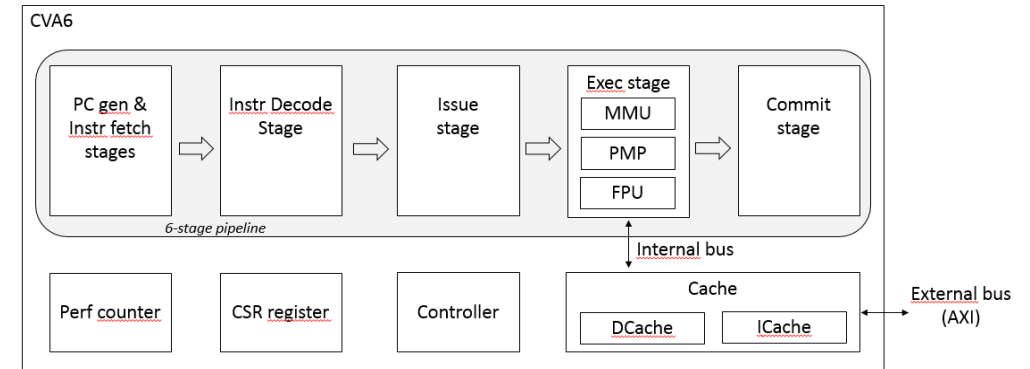 CVA6
PC gen &
Instr fetch
stages
Instr Decode
Stage
Issue
stage
Exec stage
MMU
PMP
FPU
Commit
stage
6-stage pipeline
Internal bus
Perf counter
CSR register
Controller
Cache
DCache
ICache
External bus
(AXI)